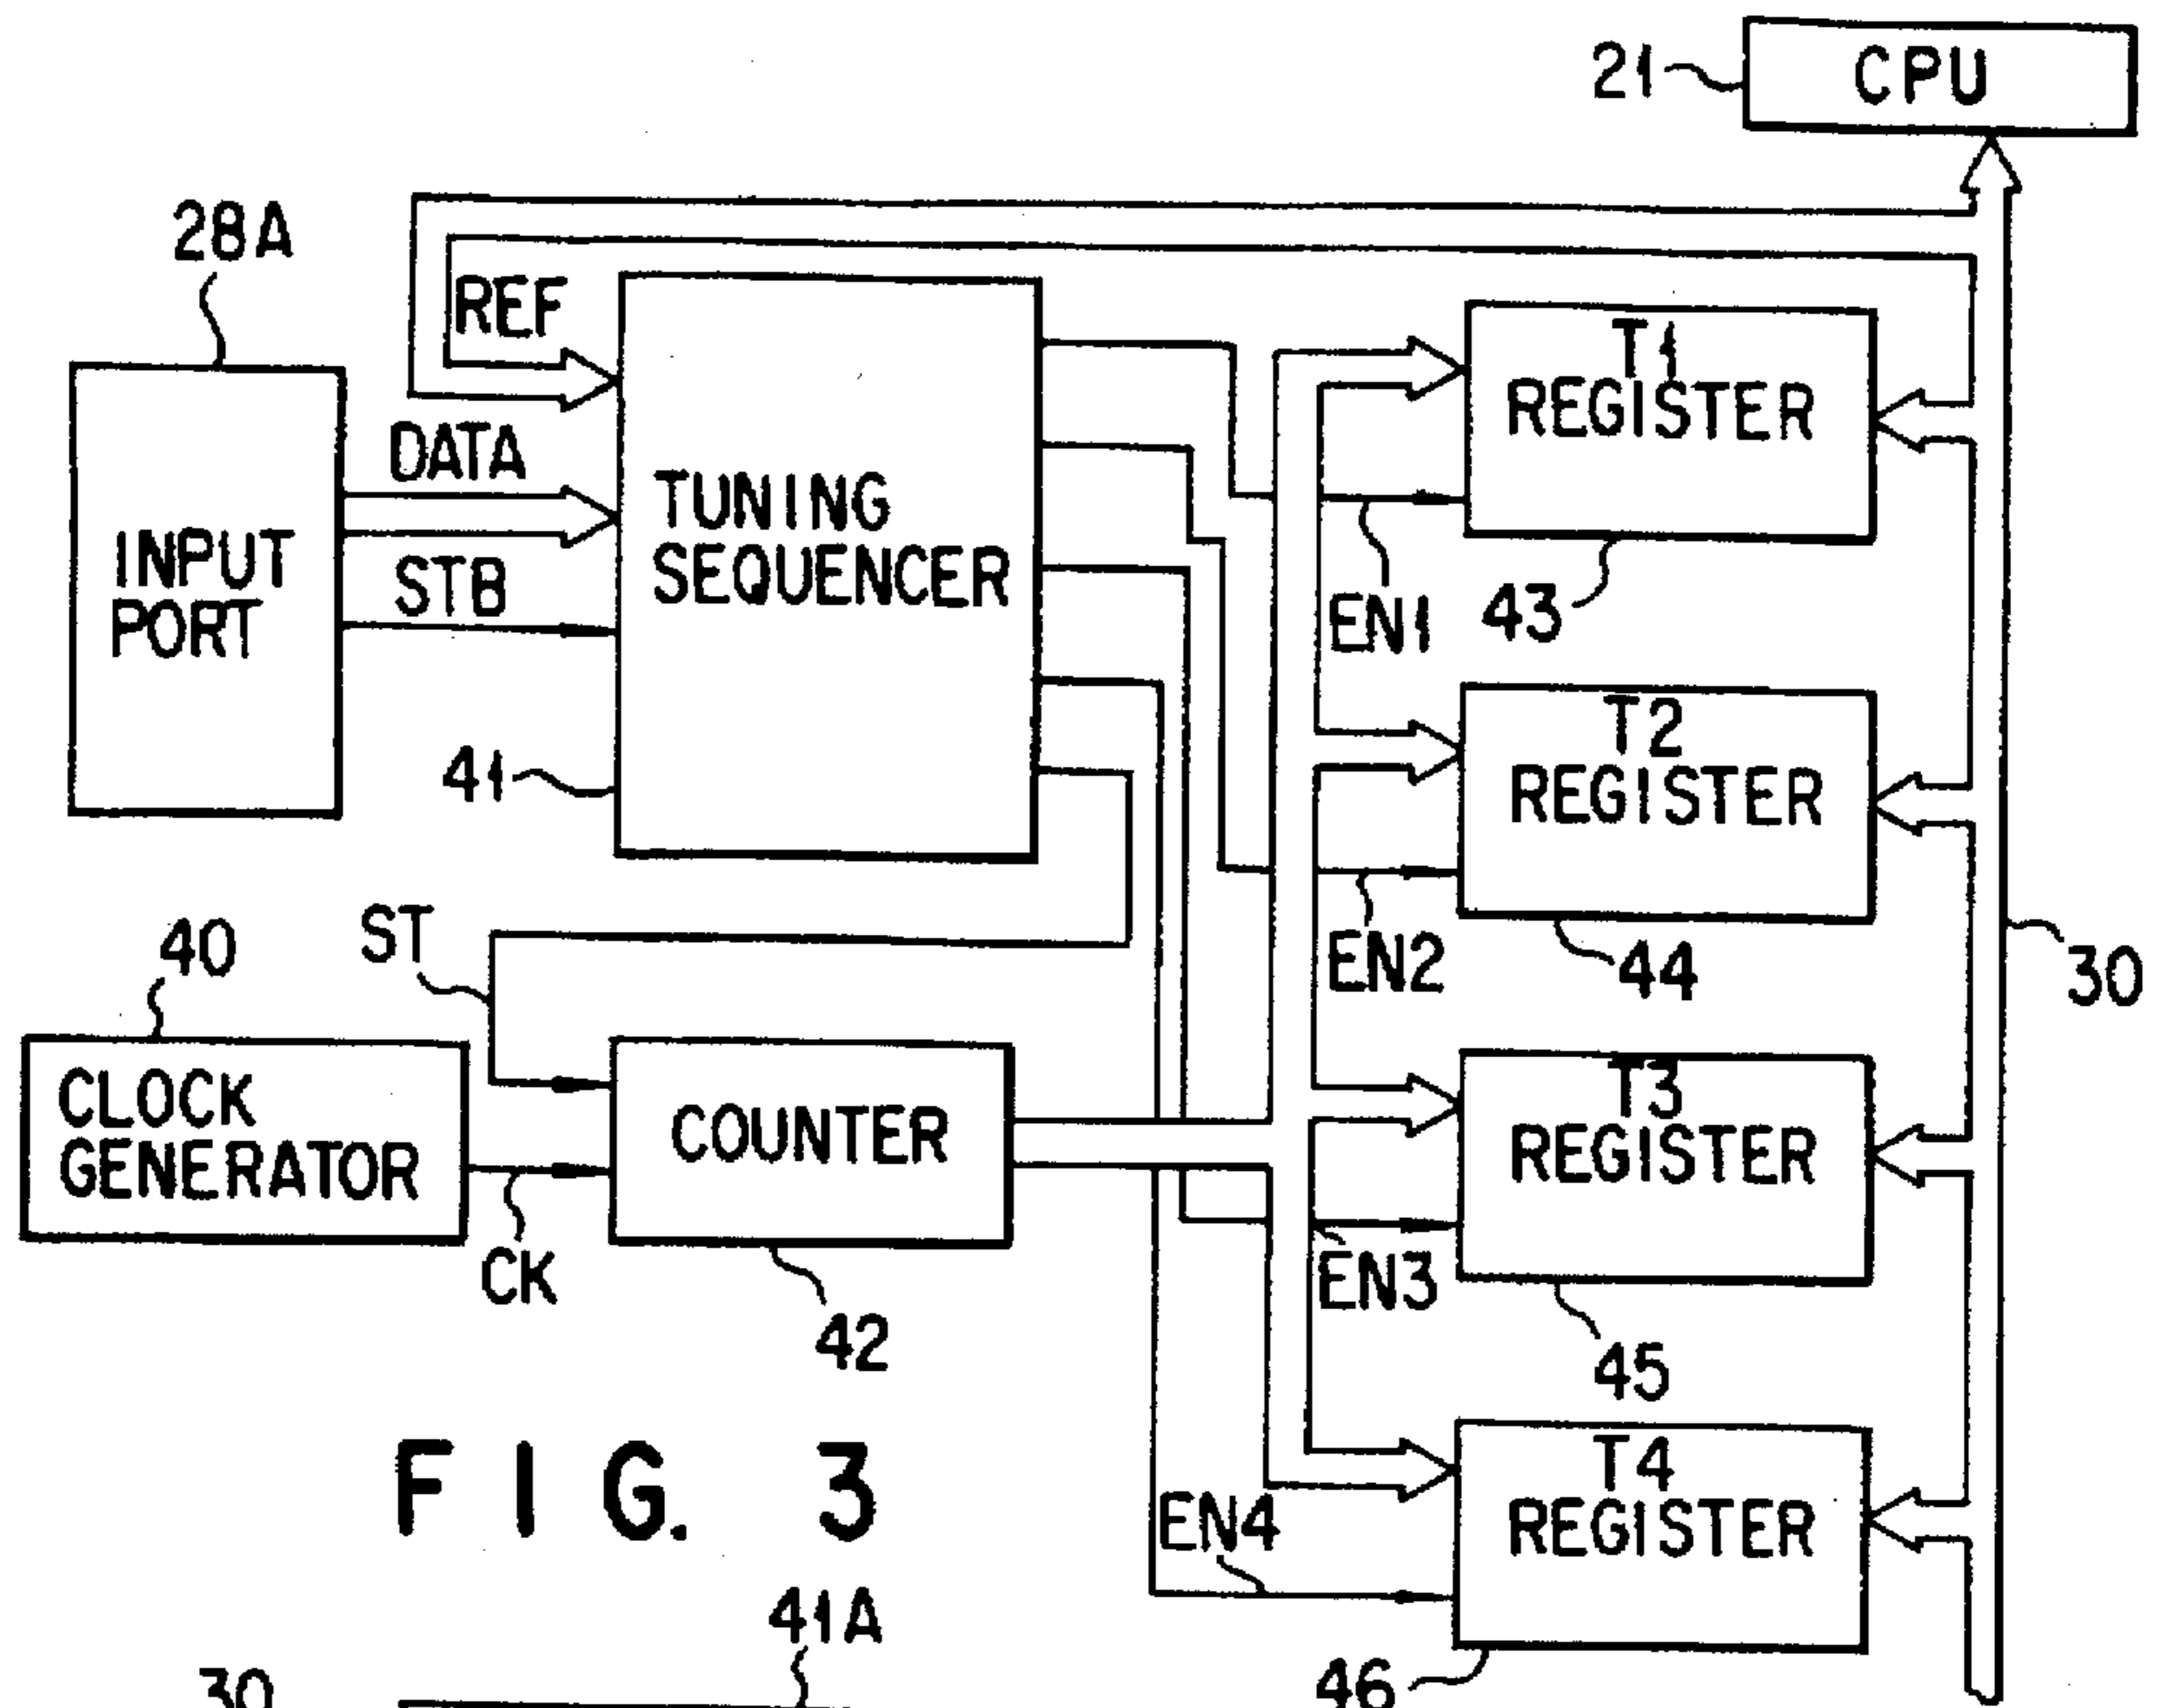 21
CPU
28A
REF
T1
REGISTER
DATA
INPUT
PORT
STB
TUNING
SEQUENCER
EN1
43
41
T2
REGISTER
EN2
44
30
ST
40
CLOCK
GENERATOR
CK
COUNTER
42
T3
REGISTER
EN3
45
FIG. 3
T4
REGISTER
EN4
46
41A
30